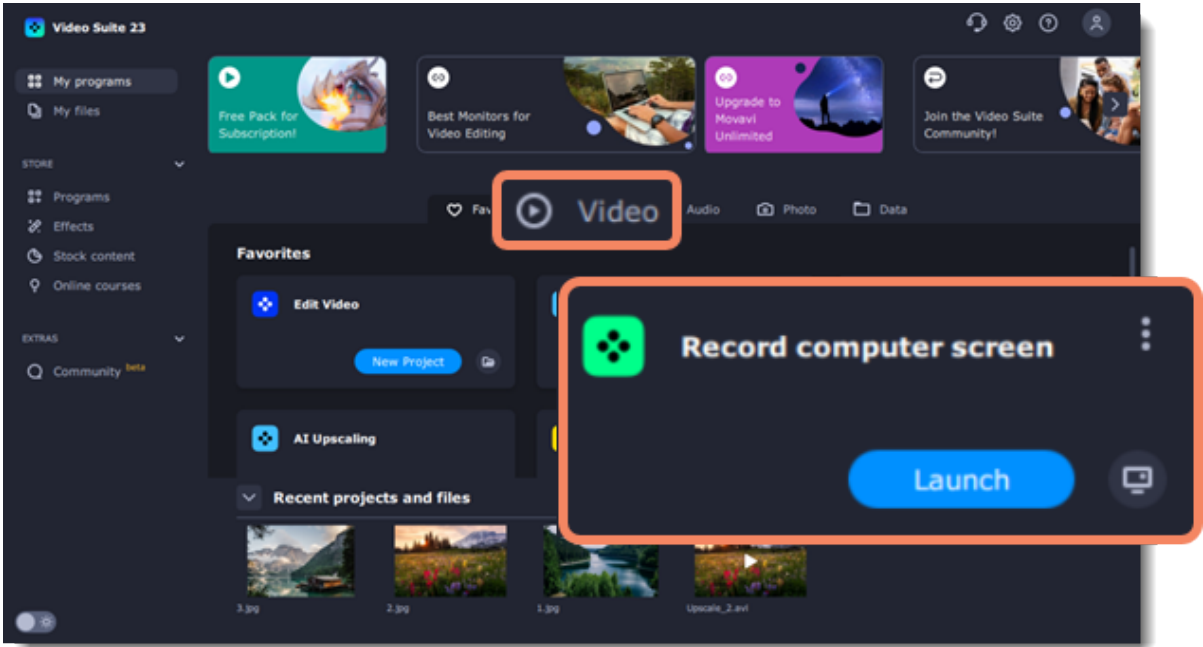 Video Suite 23
My programs
My files
STORE
Programs
Effects
Stock content
Online courses
EXTRAS
Community beta
Free Pack for
Subscription!
Best Monitors for
Video Editing
Upgrade to
Movavi
Unlimited
Join the Video Suite
Community!
Fav
Video
Audio
Photo
Data
Favorites
Edit Video
New Project
Record computer screen
Launch
AI Upscaling
Recent projects and files
3.jpg
2.jpg
1.jpg
Upscale_2.avi